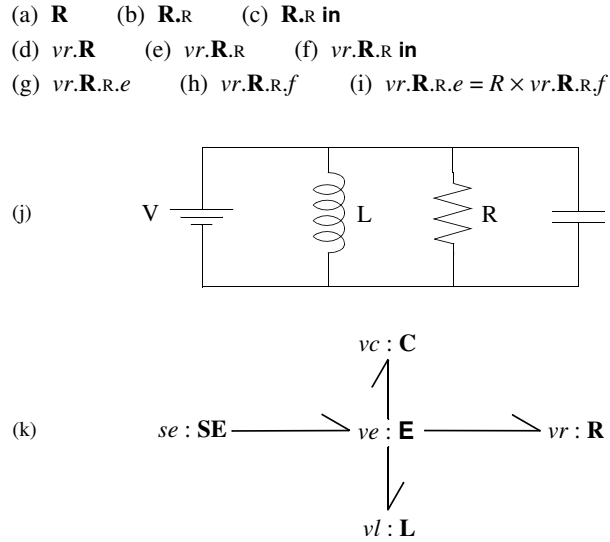 (a) R (b) R.R (c) R.R in
(d) vr.R (e) vr.R.R (f) vr.R.R in
(g) vr.R.R.e (h) vr.R.R.f (i) vr.R.R.e = R × vr.R.R.f
(j) V L R
vc : C
(k) se : SE ve : E vr : R
vl : L